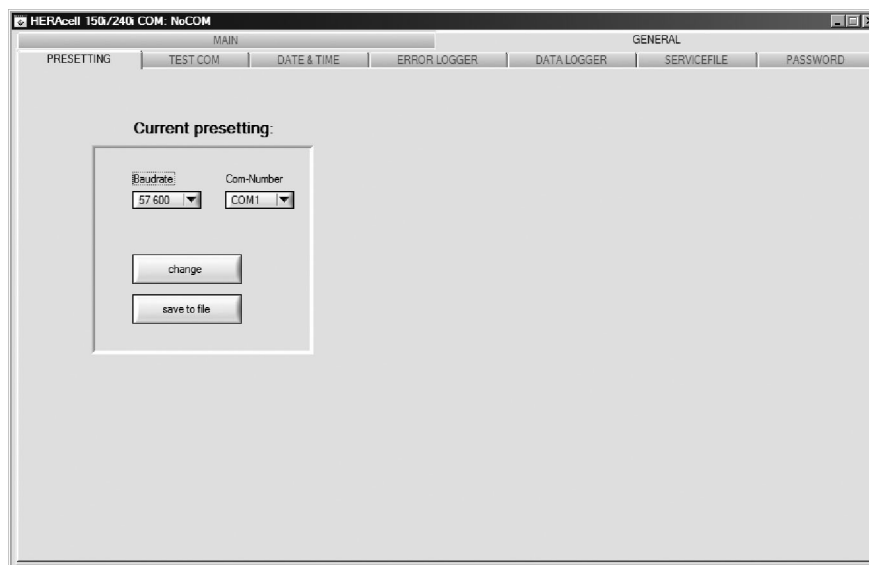 HERAcell 150i/240i COM: NoCOM
MAIN GENERAL
PRESETTING TEST COM DATE & TIME ERROR LOGGER DATA LOGGER SERVICEFILE PASSWORD
Current presetting:
Baudrate Com-Number
57 600 COM1
change
save to file